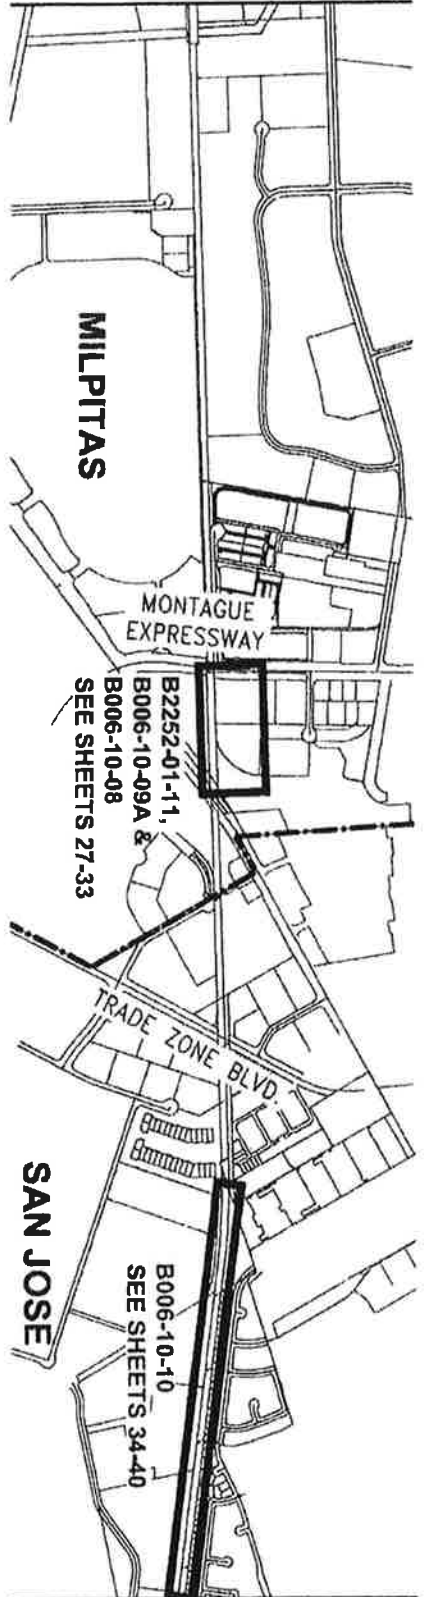 MILPITAS
MONTAGUE
EXPRESSWAY
B2252-01-11,
B006-10-09A &
B006-10-08
SEE SHEETS 27-33
TRADE ZONE BLVD.
SAN JOSE
B006-10-10
SEE SHEETS 34-40